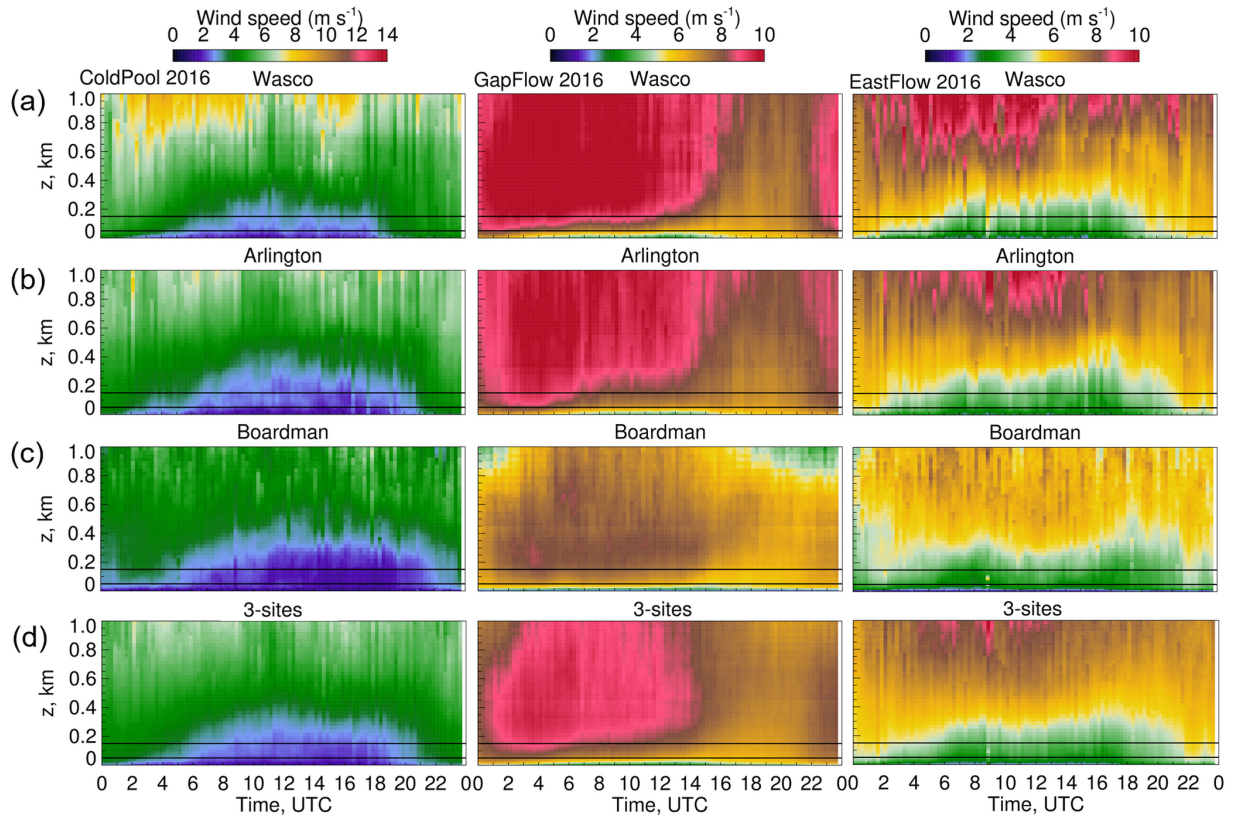 Wind speed (m s⁻¹) Wind speed (m s⁻¹) Wind speed (m s⁻¹)
0 2 4 6 8 10 12 14 0 2 4 6 8 10 0 2 4 6 8 10
ColdPool 2016 Wasco GapFlow 2016 Wasco EastFlow 2016 Wasco
(a)
z, km
1.0
0.8
0.6
0.4
0.2
0
Arlington Arlington Arlington
(b)
z, km
1.0
0.8
0.6
0.4
0.2
0
Boardman Boardman Boardman
(c)
z, km
1.0
0.8
0.6
0.4
0.2
0
3-sites 3-sites 3-sites
(d)
z, km
1.0
0.8
0.6
0.4
0.2
0
0 2 4 6 8 10 12 14 16 18 20 22 00 2 4 6 8 10 12 14 16 18 20 22 00 2 4 6 8 10 12 14 16 18 20 22 0
Time, UTC Time, UTC Time, UTC